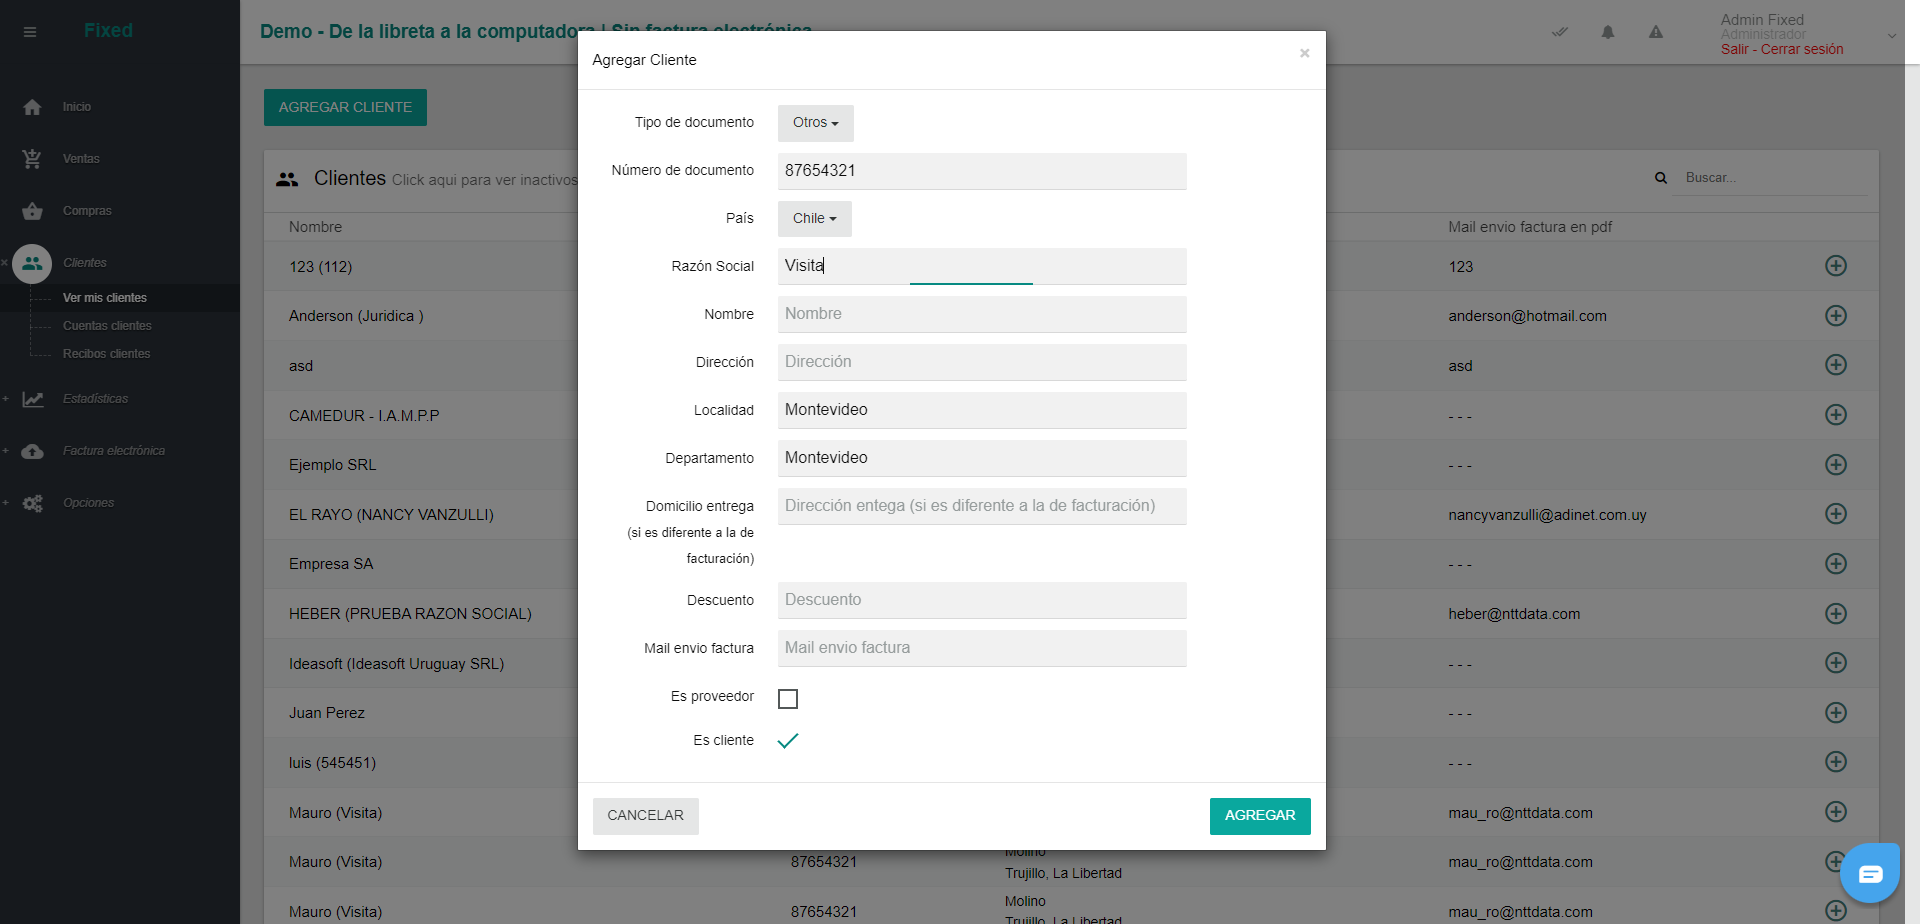 Fixed
Demo - De la libreta a la computadora | Sin factura electrónica
Admin Fixed
Administrador
Salir - Cerrar sesión
Inicio
Ventas
Compras
Clientes
Ver mis clientes
Cuentas clientes
Recibos clientes
Estadísticas
Factura electrónica
Opciones
AGREGAR CLIENTE
Clientes Click aqui para ver inactivos
Buscar...
Nombre
Mail envio factura en pdf
123 (112)
123
Anderson (Juridica )
anderson@hotmail.com
asd
asd
CAMEDUR - I.A.M.P.P
- - -
Ejemplo SRL
- - -
EL RAYO (NANCY VANZULLI)
nancyvanzulli@adinet.com.uy
Empresa SA
- - -
HEBER (PRUEBA RAZON SOCIAL)
heber@nttdata.com
Ideasoft (Ideasoft Uruguay SRL)
- - -
Juan Perez
- - -
luis (545451)
- - -
Mauro (Visita)
mau_ro@nttdata.com
Mauro (Visita)
87654321
Molino
Trujillo, La Libertad
mau_ro@nttdata.com
Mauro (Visita)
87654321
Molino
Trujillo, La Libertad
mau_ro@nttdata.com
Agregar Cliente
×
Tipo de documento
Otros
Número de documento
87654321
País
Chile
Razón Social
Visita
Nombre
Nombre
Dirección
Dirección
Localidad
Montevideo
Departamento
Montevideo
Domicilio entrega
(si es diferente a la de
facturación)
Dirección entega (si es diferente a la de facturación)
Descuento
Descuento
Mail envio factura
Mail envio factura
Es proveedor
Es cliente
CANCELAR
AGREGAR